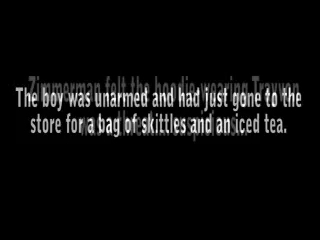 Zimmerman felt the hoodie-wearing Trayvon
The boy was unarmed and had just gone to the
store for a bag of skittles and an iced tea.